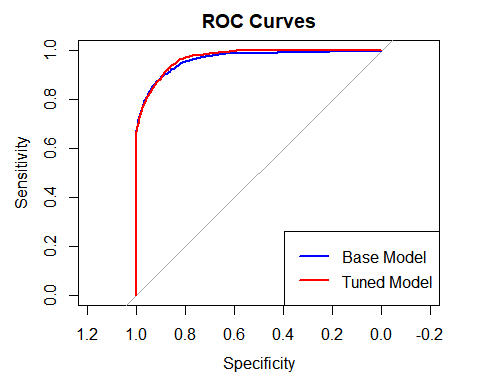 ROC Curves
Sensitivity
1.0
0.8
0.6
0.4
0.2
0.0
Base Model
Tuned Model
1.2 1.0 0.8 0.6 0.4 0.2 0.0 -0.2
Specificity